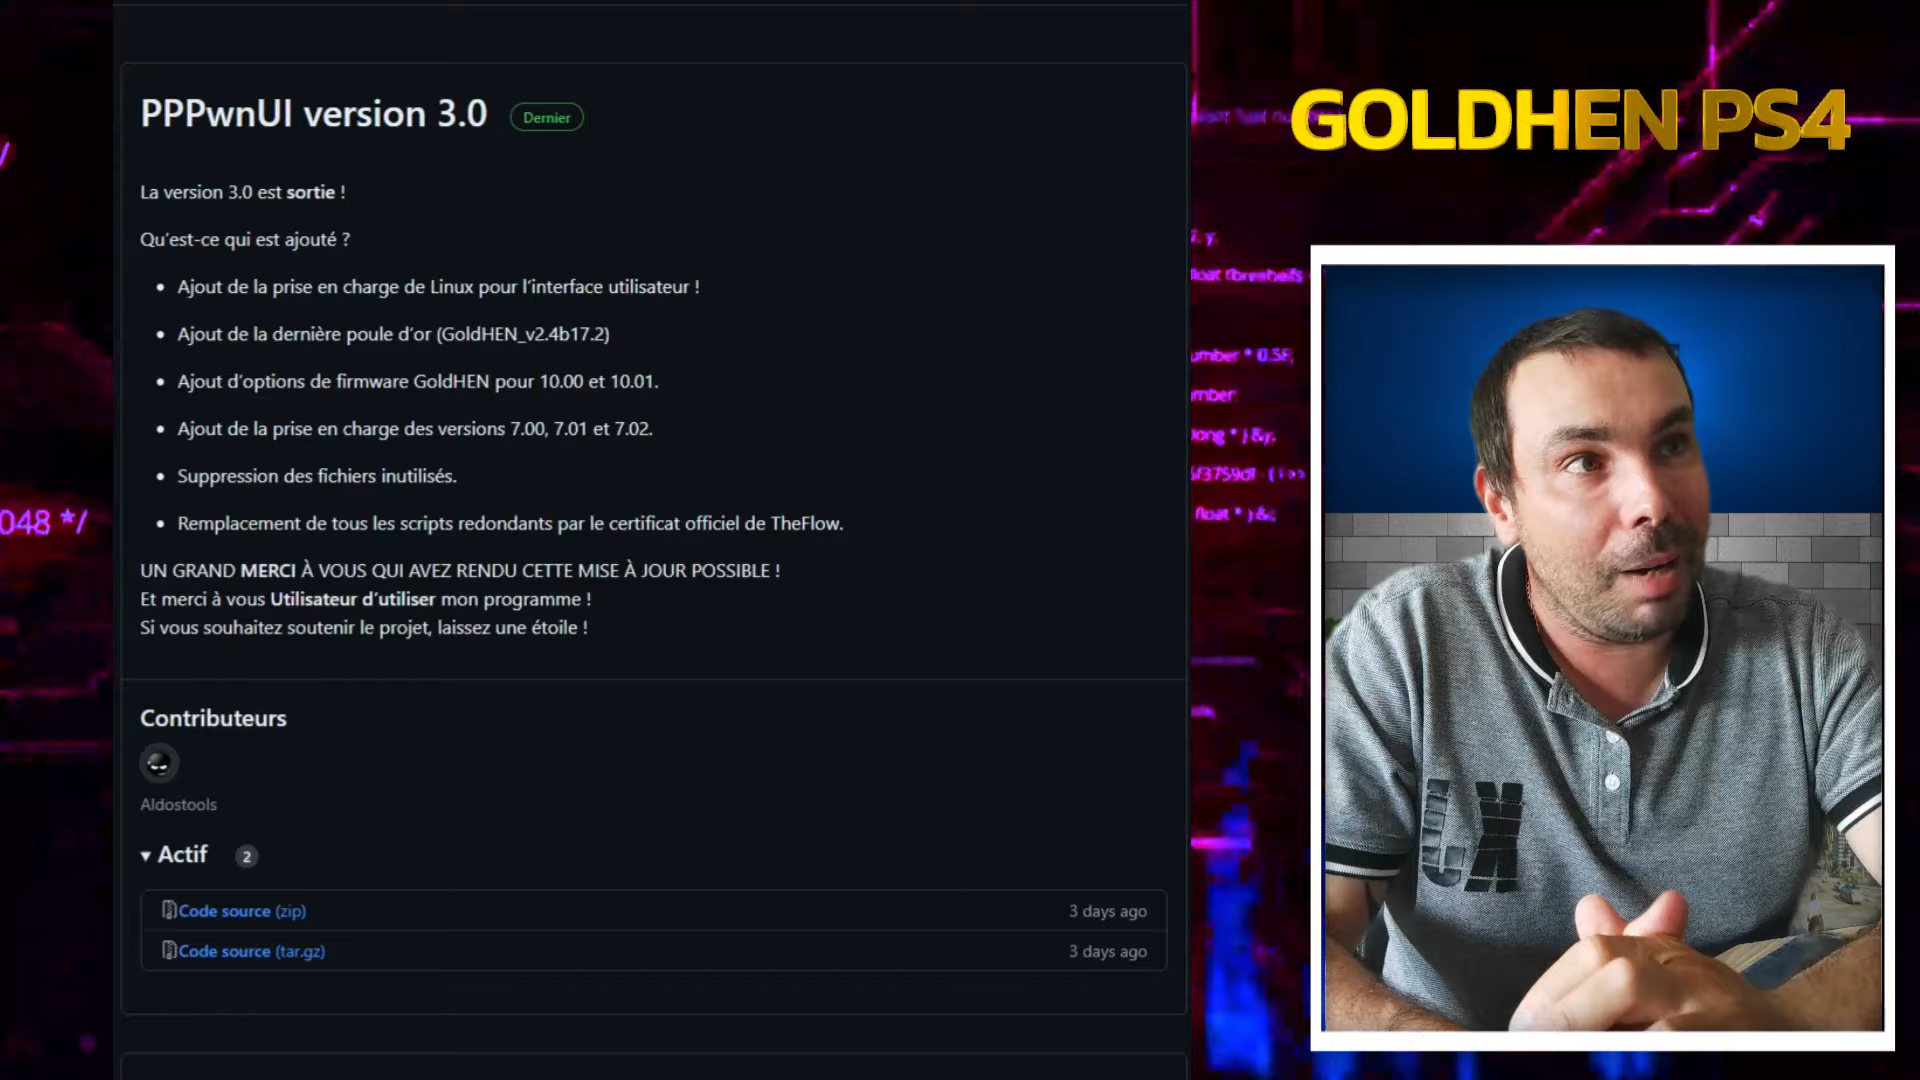 GOLDHEN PS4
PPPwnUI version 3.0 Dernier
La version 3.0 est sortie !
Qu'est-ce qui est ajouté ?
Ajout de la prise en charge de Linux pour l'interface utilisateur !
Ajout de la dernière poule d'or (GoldHEN_v2.4b17.2)
Ajout d'options de firmware GoldHEN pour 10.00 et 10.01.
Ajout de la prise en charge des versions 7.00, 7.01 et 7.02.
Suppression des fichiers inutilisés.
Remplacement de tous les scripts redondants par le certificat officiel de TheFlow.
UN GRAND MERCI À VOUS QUI AVEZ RENDU CETTE MISE À JOUR POSSIBLE !
Et merci à vous Utilisateur d'utiliser mon programme !
Si vous souhaitez soutenir le projet, laissez une étoile !
Contributeurs
Aldostools
Actif 2
Code source (zip) 3 days ago
Code source (tar.gz) 3 days ago
048 */
umber * 0.5F;
mber
long * ) &y;
float * ) &